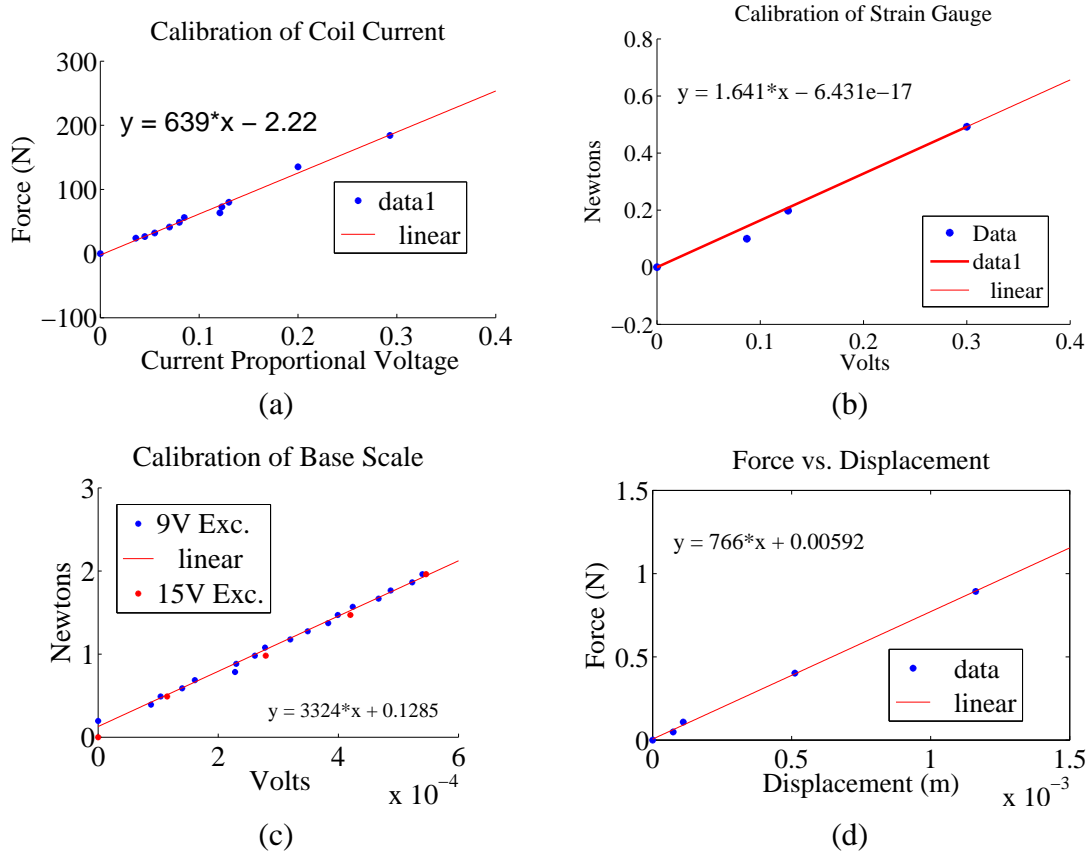 Calibration of Coil Current
300
200
100
0
−100
Force (N)
y = 639*x − 2.22
data1
linear
0 0.1 0.2 0.3 0.4
Current Proportional Voltage
(a)
Calibration of Strain Gauge
0.8
0.6
0.4
0.2
0
−0.2
Newtons
y = 1.641*x − 6.431e−17
Data
data1
linear
0 0.1 0.2 0.3 0.4
Volts
(b)
Calibration of Base Scale
3
2
1
0
Newtons
9V Exc.
linear
15V Exc.
y = 3324*x + 0.1285
0 2 4 6
Volts
x 10−4
(c)
Force vs. Displacement
1.5
1
0.5
0
Force (N)
y = 766*x + 0.00592
data
linear
0 0.5 1 1.5
Displacement (m)
x 10−3
(d)